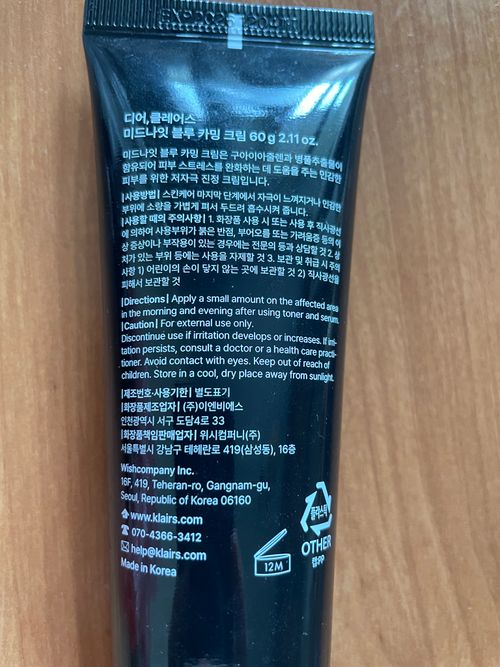 디어,클레어스
미드나잇 블루 카밍 크림 60g 2.11oz.
미드나잇 블루 카밍 크림은 구아이아줄렌과 병풀추출물이
함유되어 피부 스트레스를 완화하는 데 도움을 주는 민감한
피부를 위한 저자극 진정 크림입니다.
|사용방법| 스킨케어 마지막 단계에서 자극이 느껴지거나 민감한
부위에 소량을 가볍게 펴서 두드려 흡수시켜 줍니다.
|사용할 때의 주의사항| 1. 화장품 사용 시 또는 사용 후 직사광선
에 의하여 사용부위가 붉은 반점, 부어오름 또는 가려움증 등의 이
상 증상이나 부작용이 있는 경우에는 전문의 등과 상담할 것 2. 상
처가 있는 부위 등에는 사용을 자제할 것 3. 보관 및 취급 시 주의
사항 1) 어린이의 손이 닿지 않는 곳에 보관할 것 2) 직사광선을
피해서 보관할 것
|Directions| Apply a small amount on the affected area
in the morning and evening after using toner and serum.
|Caution| For external use only.
Discontinue use if irritation develops or increases. If irri-
tation persists, consult a doctor or a health care practi-
tioner. Avoid contact with eyes. Keep out of reach of
children. Store in a cool, dry place away from sunlight.
|제조번호·사용기한| 별도표기
|화장품제조업자| (주)이엔비에스
인천광역시 서구 도담4로 33
|화장품책임판매업자| 위시컴퍼니(주)
서울특별시 강남구 테헤란로 419(삼성동), 16층
Wishcompany Inc.
16F, 419, Teheran-ro, Gangnam-gu,
Seoul, Republic of Korea 06160
www.klairs.com
070-4366-3412
help@klairs.com
Made in Korea
12M
플라스틱
OTHER